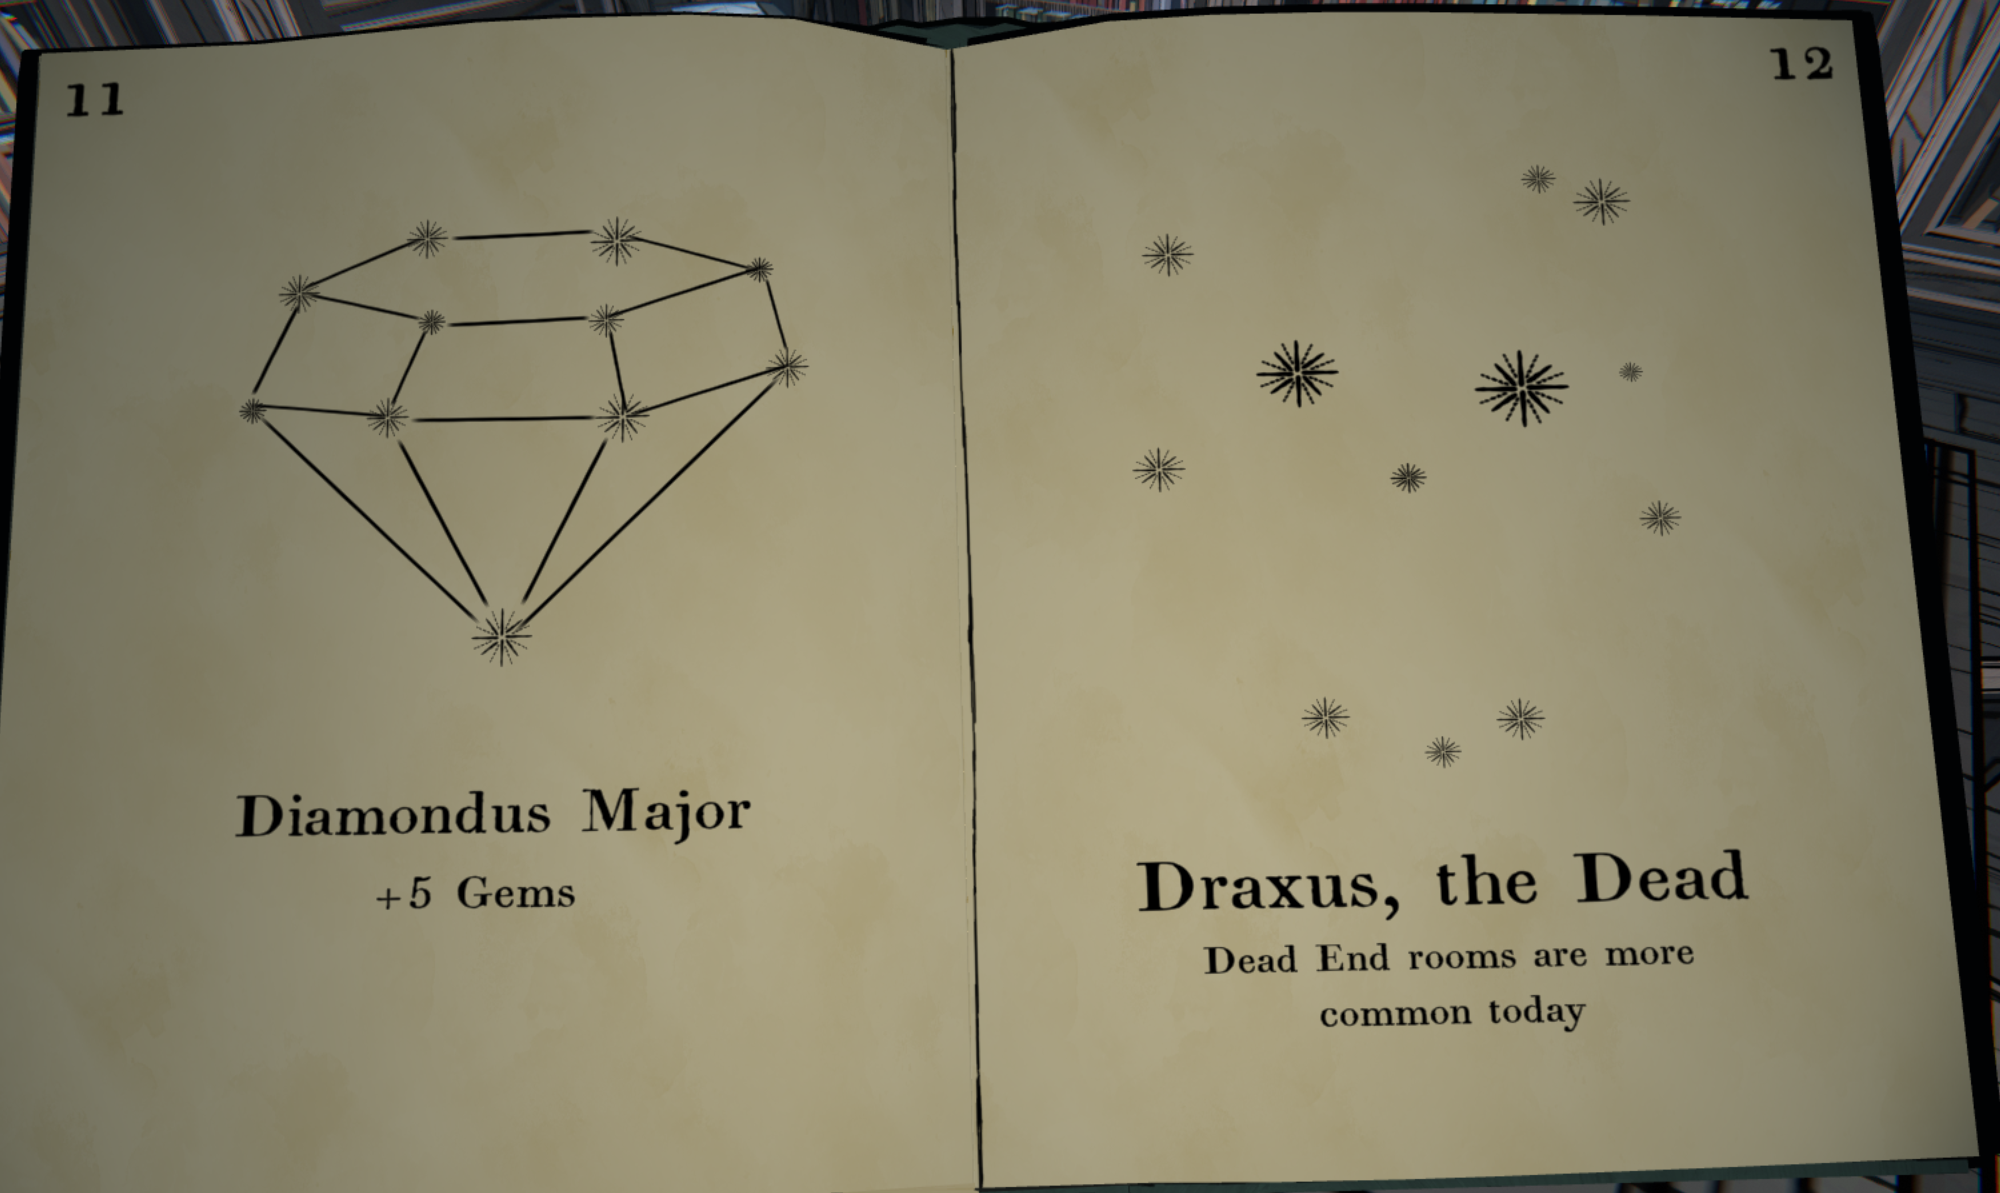 11
Diamondus Major
+5 Gems
12
Draxus, the Dead
Dead End rooms are more
common today